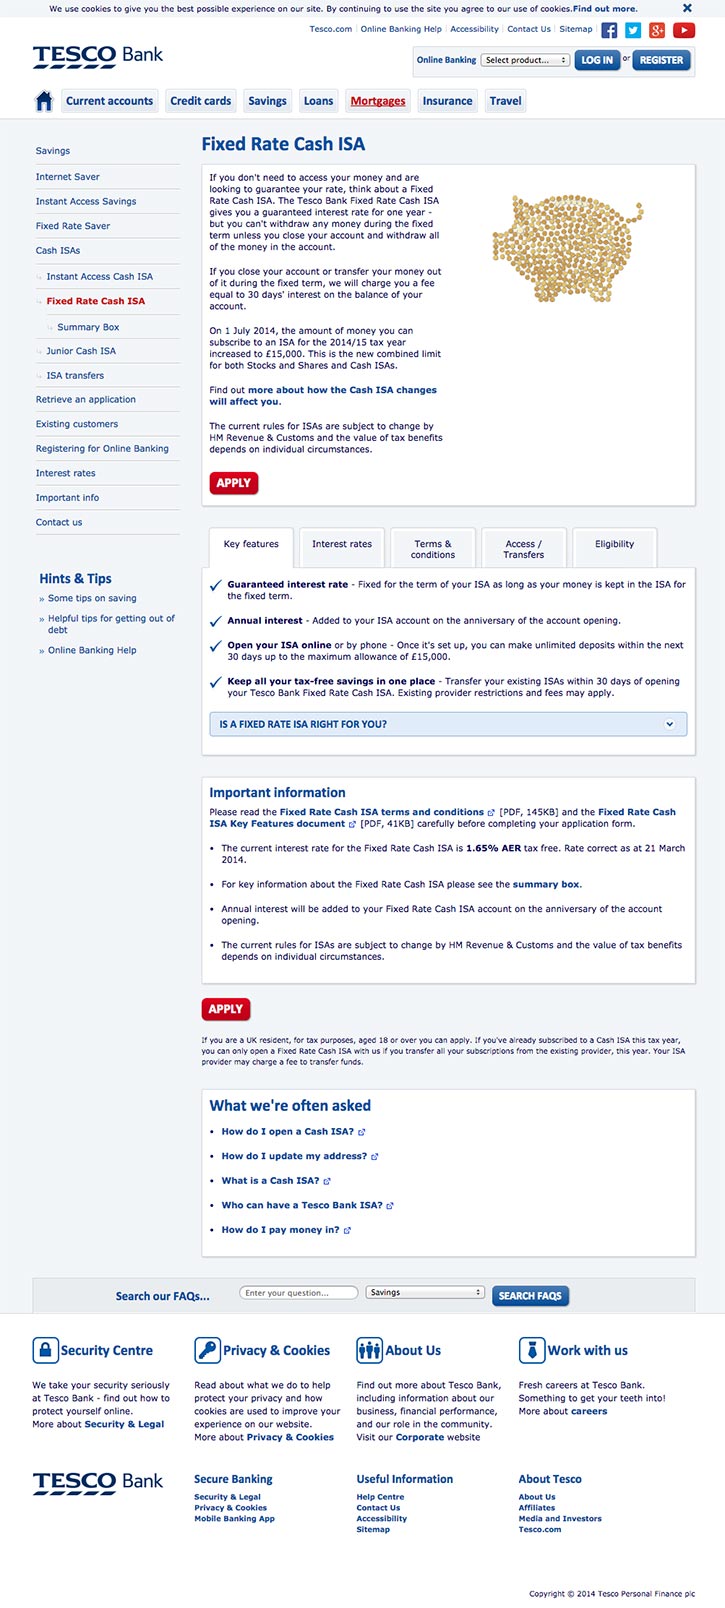 We use cookies to give you the best possible experience on our site. By continuing to use the site you agree to our use of cookies.Find out more.
Tesco.com | Online Banking Help | Accessibility | Contact Us | Sitemap
TESCO Bank
Online Banking Select product... LOG IN or REGISTER
Current accounts Credit cards Savings Loans Mortgages Insurance Travel
Savings
Internet Saver
Instant Access Savings
Fixed Rate Saver
Cash ISAs
Instant Access Cash ISA
Fixed Rate Cash ISA
Summary Box
Junior Cash ISA
ISA transfers
Retrieve an application
Existing customers
Registering for Online Banking
Interest rates
Important info
Contact us
Hints & Tips
» Some tips on saving
» Helpful tips for getting out of
debt
» Online Banking Help
Fixed Rate Cash ISA
If you don't need to access your money and are
looking to guarantee your rate, think about a Fixed
Rate Cash ISA. The Tesco Bank Fixed Rate Cash ISA
gives you a guaranteed interest rate for one year -
but you can't withdraw any money during the fixed
term unless you close your account and withdraw all
of the money in the account.
If you close your account or transfer your money out
of it during the fixed term, we will charge you a fee
equal to 30 days' interest on the balance of your
account.
On 1 July 2014, the amount of money you can
subscribe to an ISA for the 2014/15 tax year
increased to £15,000. This is the new combined limit
for both Stocks and Shares and Cash ISAs.
Find out more about how the Cash ISA changes
will affect you.
The current rules for ISAs are subject to change by
HM Revenue & Customs and the value of tax benefits
depends on individual circumstances.
APPLY
Key features
Interest rates
Terms &
conditions
Access /
Transfers
Eligibility
Guaranteed interest rate - Fixed for the term of your ISA as long as your money is kept in the ISA for
the fixed term.
Annual interest - Added to your ISA account on the anniversary of the account opening.
Open your ISA online or by phone - Once it's set up, you can make unlimited deposits within the next
30 days up to the maximum allowance of £15,000.
Keep all your tax-free savings in one place - Transfer your existing ISAs within 30 days of opening
your Tesco Bank Fixed Rate Cash ISA. Existing provider restrictions and fees may apply.
IS A FIXED RATE ISA RIGHT FOR YOU?
Important information
Please read the Fixed Rate Cash ISA terms and conditions [PDF, 145KB] and the Fixed Rate Cash
ISA Key Features document [PDF, 41KB] carefully before completing your application form.
• The current interest rate for the Fixed Rate Cash ISA is 1.65% AER tax free. Rate correct as at 21 March
2014.
• For key information about the Fixed Rate Cash ISA please see the summary box.
• Annual interest will be added to your Fixed Rate Cash ISA account on the anniversary of the account
opening.
• The current rules for ISAs are subject to change by HM Revenue & Customs and the value of tax benefits
depends on individual circumstances.
APPLY
If you are a UK resident, for tax purposes, aged 18 or over you can apply. If you've already subscribed to a Cash ISA this tax year,
you can only open a Fixed Rate Cash ISA with us if you transfer all your subscriptions from the existing provider, this year. Your ISA
provider may charge a fee to transfer funds.
What we're often asked
• How do I open a Cash ISA?
• How do I update my address?
• What is a Cash ISA?
• Who can have a Tesco Bank ISA?
• How do I pay money in?
Search our FAQs... Enter your question... Savings SEARCH FAQS
Security Centre
We take your security seriously
at Tesco Bank - find out how to
protect yourself online.
More about Security & Legal
Privacy & Cookies
Read about what we do to help
protect your privacy and how
cookies are used to improve your
experience on our website.
More about Privacy & Cookies
About Us
Find out more about Tesco Bank,
including information about our
business, financial performance,
and our role in the community.
Visit our Corporate website
Work with us
Fresh careers at Tesco Bank.
Something to get your teeth into!
More about careers
TESCO Bank
Secure Banking
Security & Legal
Privacy & Cookies
Mobile Banking App
Useful Information
Help Centre
Contact Us
Accessibility
Sitemap
About Tesco
About Us
Affiliates
Media and Investors
Tesco.com
Copyright © 2014 Tesco Personal Finance plc